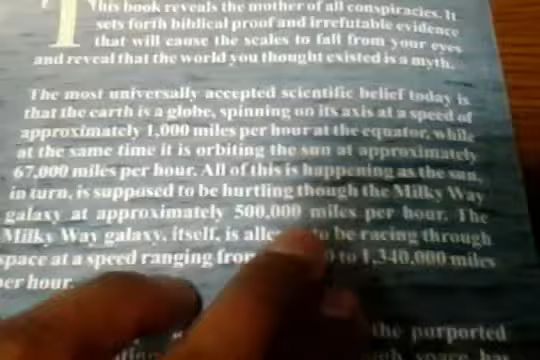 This book reveals the mother of all conspiracies. It
sets forth biblical proof and irrefutable evidence
that will cause the scales to fall from your eyes
and reveal that the world you thought existed is a myth.
The most universally accepted scientific belief today is
that the earth is a globe, spinning on its axis at a speed of
approximately 1,000 miles per hour at the equator, while
at the same time it is orbiting the sun at approximately
67,000 miles per hour. All of this is happening as the sun,
in turn, is supposed to be hurtling though the Milky Way
galaxy at approximately 500,000 miles per hour. The
Milky Way galaxy, itself, is to be racing through
space at a speed ranging from to 1,340,000 miles
per hour.
the purported